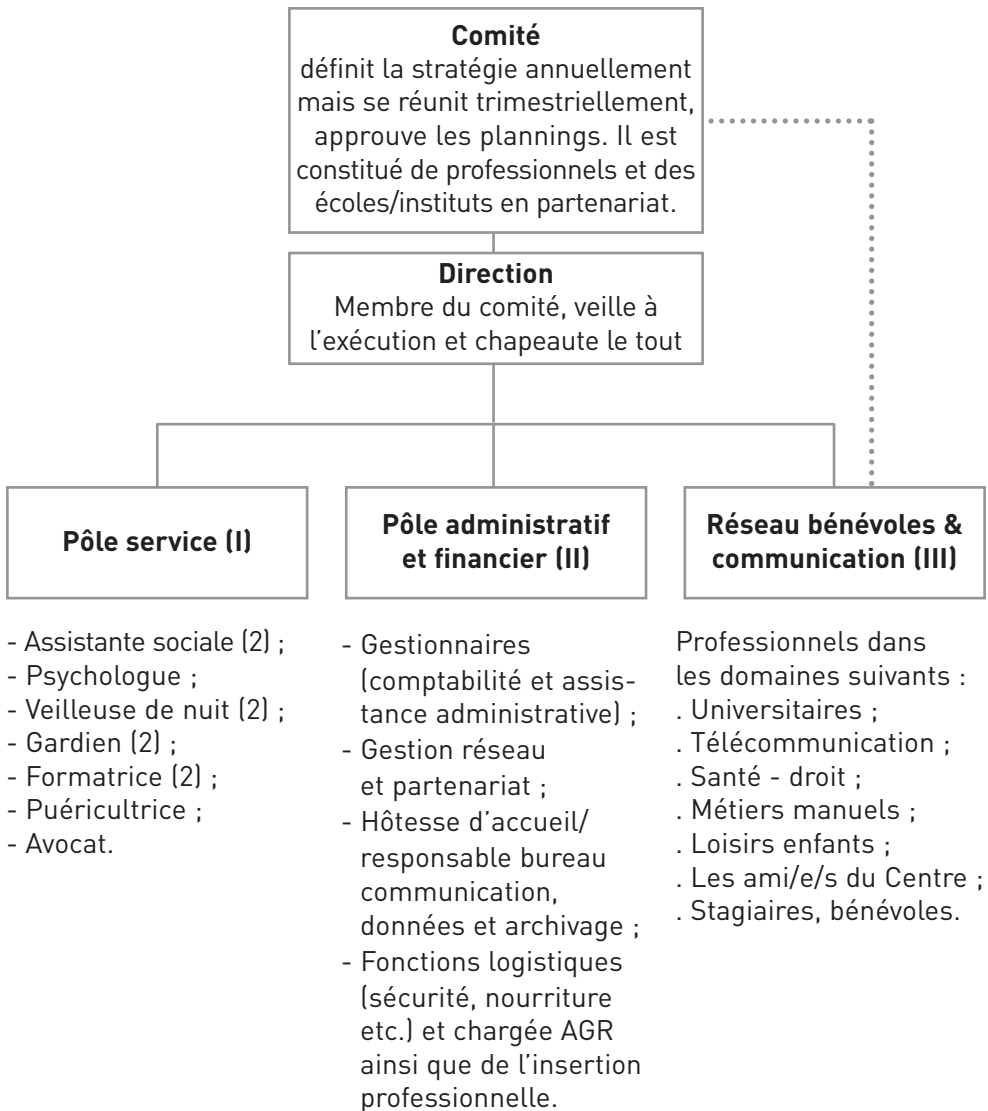 Comité
définit la stratégie annuellement
mais se réunit trimestriellement,
approuve les plannings. Il est
constitué de professionnels et des
écoles/instituts en partenariat.
Direction
Membre du comité, veille à
l’exécution et chapeaute le tout
Pôle service (I)
- Assistante sociale (2) ;
- Psychologue ;
- Veilleuse de nuit (2) ;
- Gardien (2) ;
- Formatrice (2) ;
- Puéricultrice ;
- Avocat.
Pôle administratif
et financier (II)
- Gestionnaires
(comptabilité et assis-
tance administrative) ;
- Gestion réseau
et partenariat ;
- Hôtesse d’accueil/
responsable bureau
communication,
données et archivage ;
- Fonctions logistiques
(sécurité, nourriture
etc.) et chargée AGR
ainsi que de l’insertion
professionnelle.
Réseau bénévoles &
communication (III)
Professionnels dans
les domaines suivants :
. Universitaires ;
. Télécommunication ;
. Santé - droit ;
. Métiers manuels ;
. Loisirs enfants ;
. Les ami/e/s du Centre ;
. Stagiaires, bénévoles.